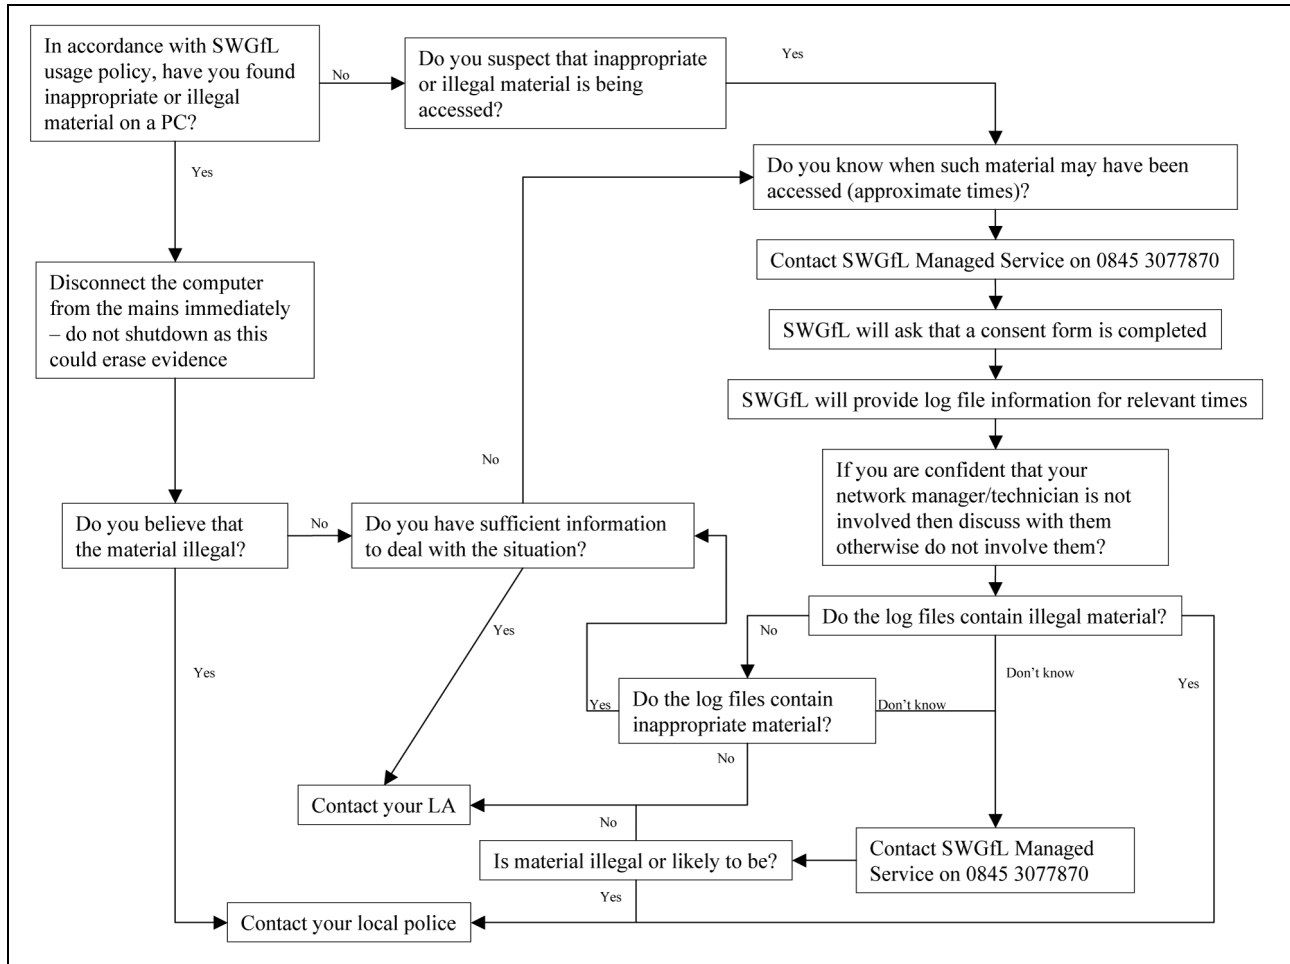 In accordance with SWGfL
usage policy, have you found
inappropriate or illegal
material on a PC?
No
Do you suspect that inappropriate
or illegal material is being
accessed?
Yes
Yes
Do you know when such material may have been
accessed (approximate times)?
Contact SWGfL Managed Service on 0845 3077870
SWGfL will ask that a consent form is completed
SWGfL will provide log file information for relevant times
Disconnect the computer
from the mains immediately
– do not shutdown as this
could erase evidence
No
If you are confident that your
network manager/technician is not
involved then discuss with them
otherwise do not involve them?
Do you believe that
the material illegal?
No
Do you have sufficient information
to deal with the situation?
Yes
Yes
Do the log files contain illegal material?
No
Don't know
Yes
Do the log files contain
inappropriate material?
Yes
Don't know
No
Contact your LA
No
Is material illegal or likely to be?
Contact SWGfL Managed
Service on 0845 3077870
Yes
Contact your local police